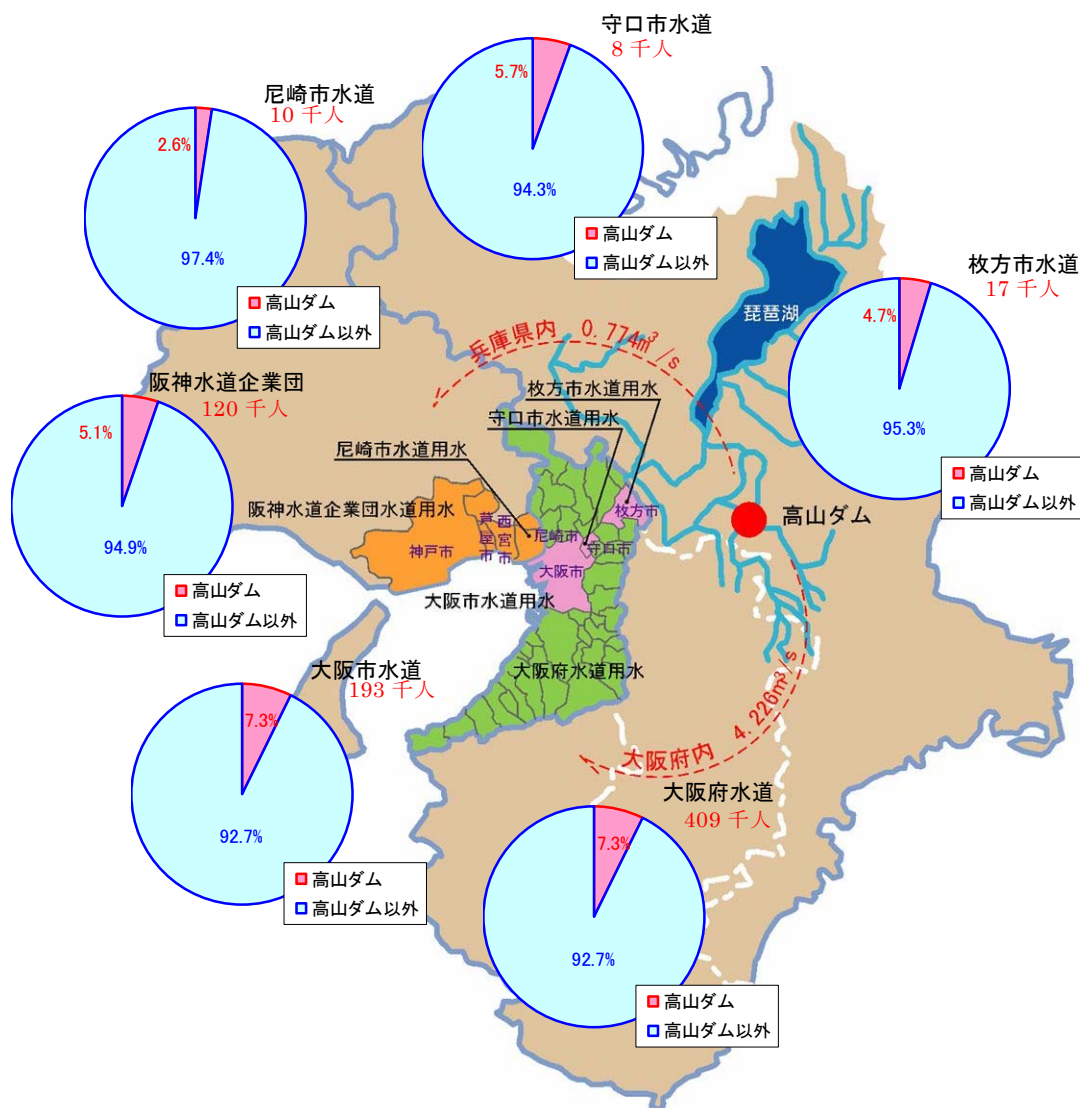 守口市水道
8 千人
5.7%
94.3%
高山ダム
高山ダム以外
尼崎市水道
10 千人
2.6%
97.4%
高山ダム
高山ダム以外
枚方市水道
17 千人
4.7%
95.3%
高山ダム
高山ダム以外
琵琶湖
兵庫県内 0.774㎥/s
阪神水道企業団
120 千人
5.1%
94.9%
高山ダム
高山ダム以外
枚方市水道用水
守口市水道用水
尼崎市水道用水
阪神水道企業団水道用水
神戸市
芦屋市
西宮市
尼崎市
守口市
枚方市
大阪市
高山ダム
大阪市水道用水
大阪府水道用水
大阪府内 4.226㎥/s
大阪市水道
193 千人
7.3%
92.7%
高山ダム
高山ダム以外
大阪府水道
409 千人
7.3%
92.7%
高山ダム
高山ダム以外